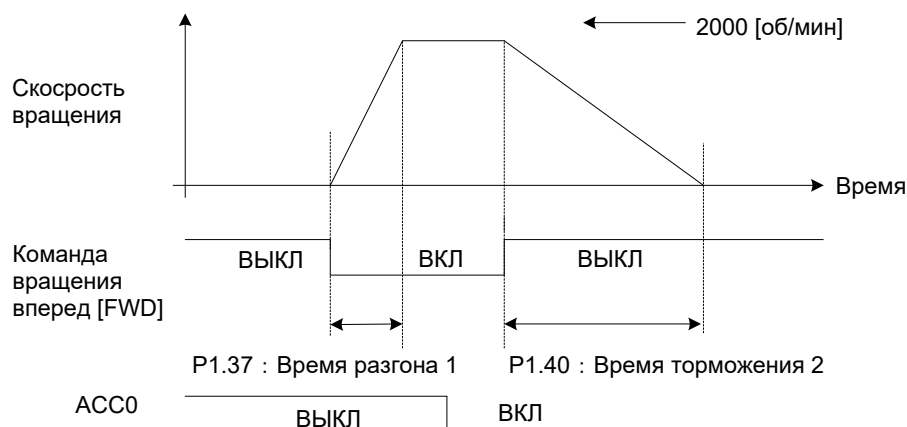 2000 [об/мин]
Скосрость
вращения
Время
Команда
вращения
вперед [FWD]
ВЫКЛ
ВКЛ
ВЫКЛ
P1.37 : Время разгона 1
P1.40 : Время торможения 2
ACC0
ВЫКЛ
ВКЛ